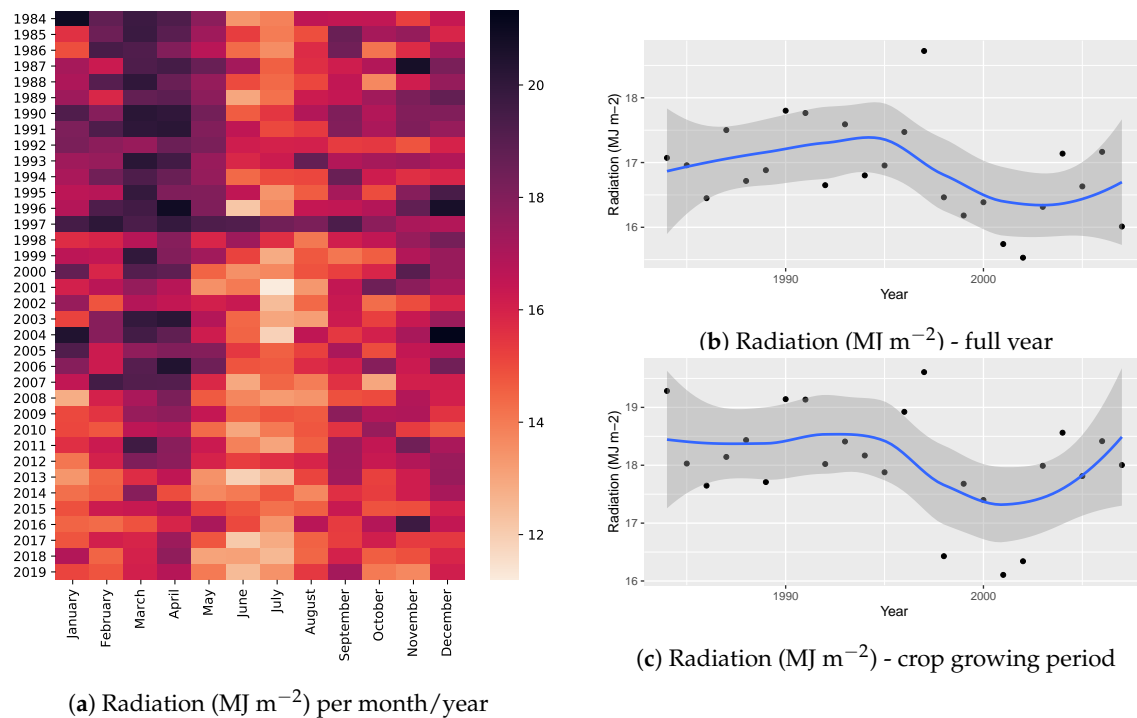 1984
1985
1986
1987
1988
1989
1990
1991
1992
1993
1994
1995
1996
1997
1998
1999
2000
2001
2002
2003
2004
2005
2006
2007
2008
2009
2010
2011
2012
2013
2014
2015
2016
2017
2018
2019
January
February
March
April
May
June
July
August
September
October
November
December
20
18
16
14
12
(a) Radiation (MJ m−2) per month/year
Radiation (MJ m−2)
18
17
16
1990
2000
Year
(b) Radiation (MJ m−2) - full year
Radiation (MJ m−2)
19
18
17
16
1990
2000
Year
(c) Radiation (MJ m−2) - crop growing period